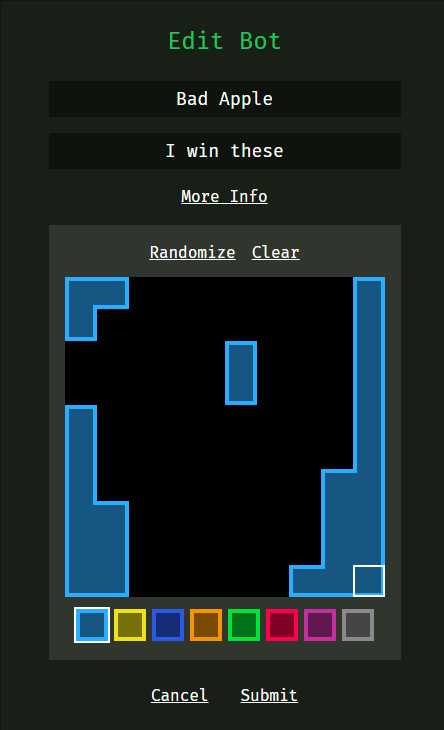 Edit Bot
Bad Apple
I win these
More Info
Randomize Clear
Cancel Submit